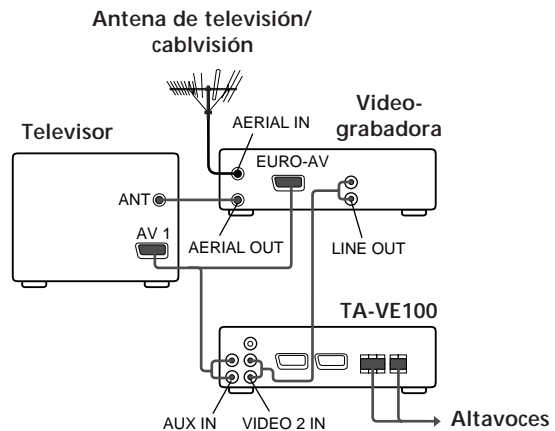 Antena de televisión/
cablvisión
Televisor
Video-
grabadora
AERIAL IN
EURO-AV
ANT
AV 1
AERIAL OUT
LINE OUT
TA-VE100
AUX IN
VIDEO 2 IN
Altavoces